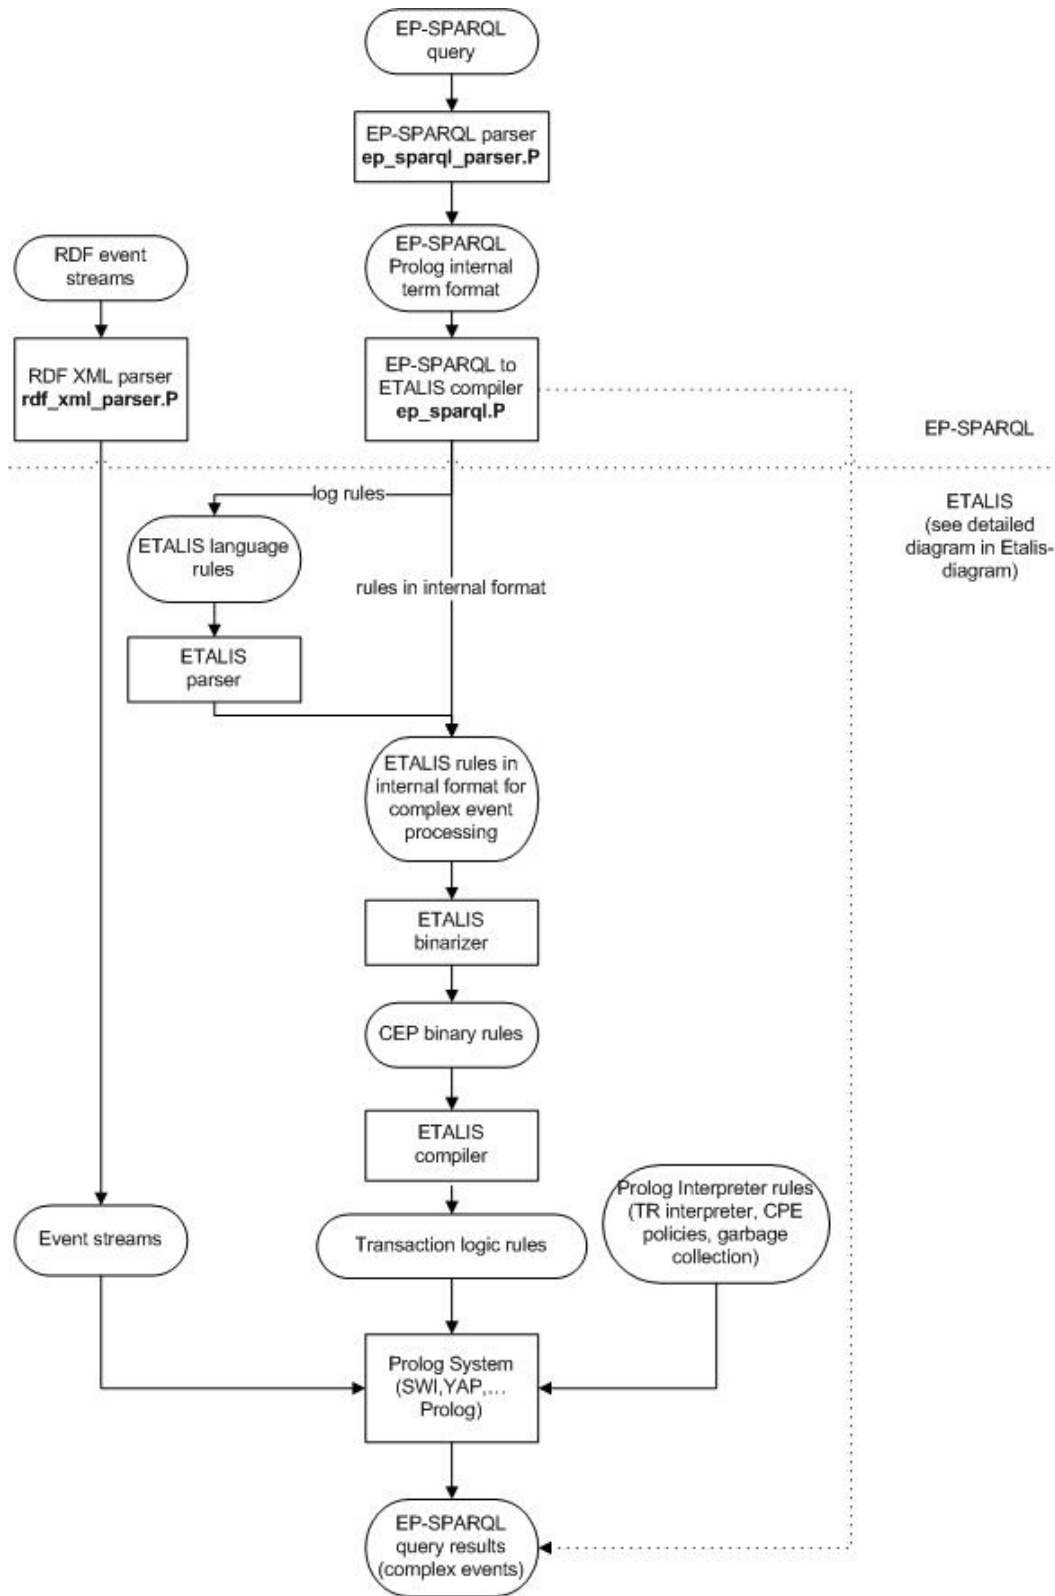 EP-SPARQL
query
EP-SPARQL parser
ep_sparql_parser.P
EP-SPARQL
Prolog internal
term format
RDF event
streams
RDF XML parser
rdf_xml_parser.P
EP-SPARQL to
ETALIS compiler
ep_sparql.P
EP-SPARQL
ETALIS
(see detailed
diagram in Etalis-
diagram)
log rules
ETALIS language
rules
rules in internal format
ETALIS
parser
ETALIS rules in
internal format for
complex event
processing
ETALIS
binarizer
CEP binary rules
ETALIS
compiler
Prolog Interpreter rules
(TR interpreter, CPE
policies, garbage
collection)
Event streams
Transaction logic rules
Prolog System
(SWI,YAP,...
Prolog)
EP-SPARQL
query results
(complex events)